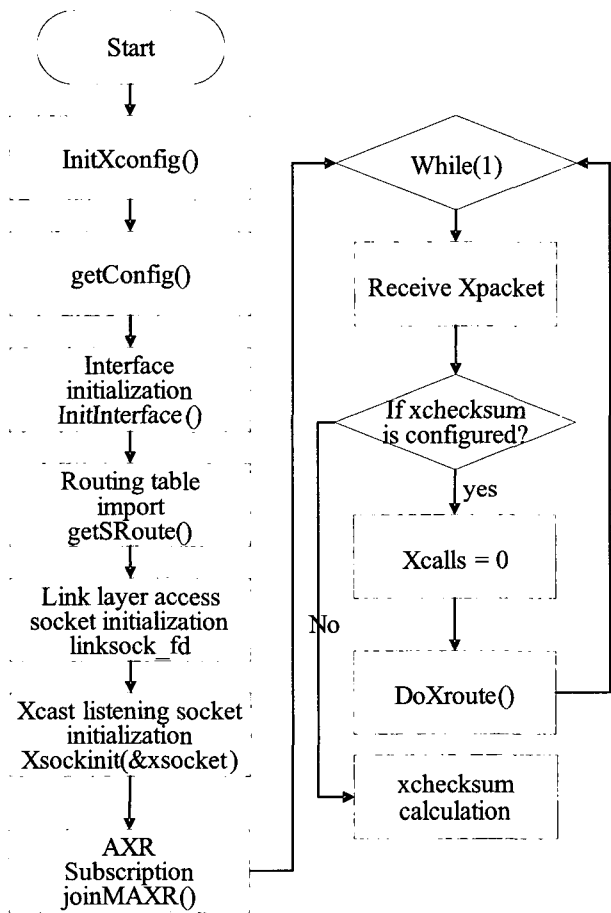 Start
InitXconfig()
getConfig()
Interface
initialization
InitInterface()
Routing table
import
getSRoute()
Link layer access
socket initialization
linksock_fd
Xcast listening socket
initialization
Xsockinit(&xsocket)
AXR
Subscription
joinMAXR()
While(1)
Receive Xpacket
If xchecksum
is configured?
yes
Xcalls = 0
No
DoXroute()
xchecksum
calculation